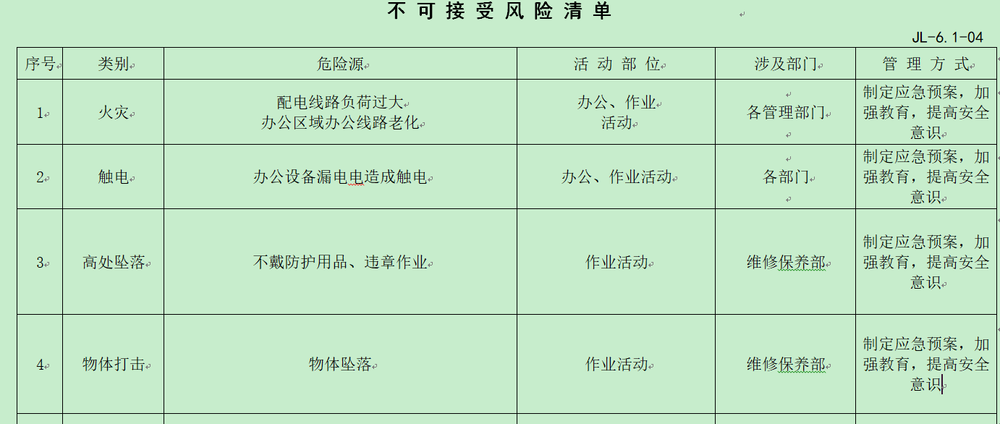 不可接受风险清单
JL-6.1-04
序号 类别 危险源 活动部位 涉及部门 管理方式
1 火灾 配电线路负荷过大
办公区域办公线路老化 办公、作业
活动 各管理部门 制定应急预案，加
强教育，提高安全
意识
2 触电 办公设备漏电电造成触电 办公、作业活动 各部门 制定应急预案，加
强教育，提高安全
意识
3 高处坠落 不戴防护用品、违章作业 作业活动 维修保养部 制定应急预案，加
强教育，提高安全
意识
4 物体打击 物体坠落 作业活动 维修保养部 制定应急预案，加
强教育，提高安全
意识